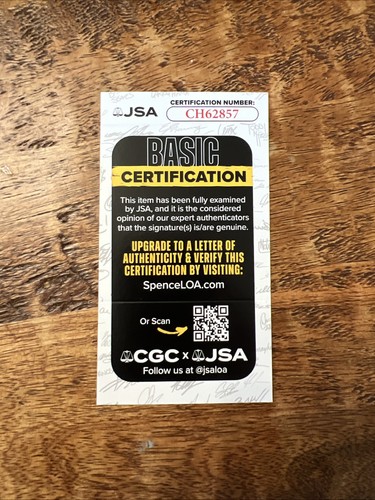 JSA
CERTIFICATION NUMBER:
CH62857
BASIC
CERTIFICATION
This item has been fully examined
by JSA, and it is the considered
opinion of our expert authenticators
that the signature(s) is/are genuine.
UPGRADE TO A LETTER OF
AUTHENTICITY & VERIFY THIS
CERTIFICATION BY VISITING:
SpenceLOA.com
Or Scan
CGC x JSA
Follow us at @jsaloa